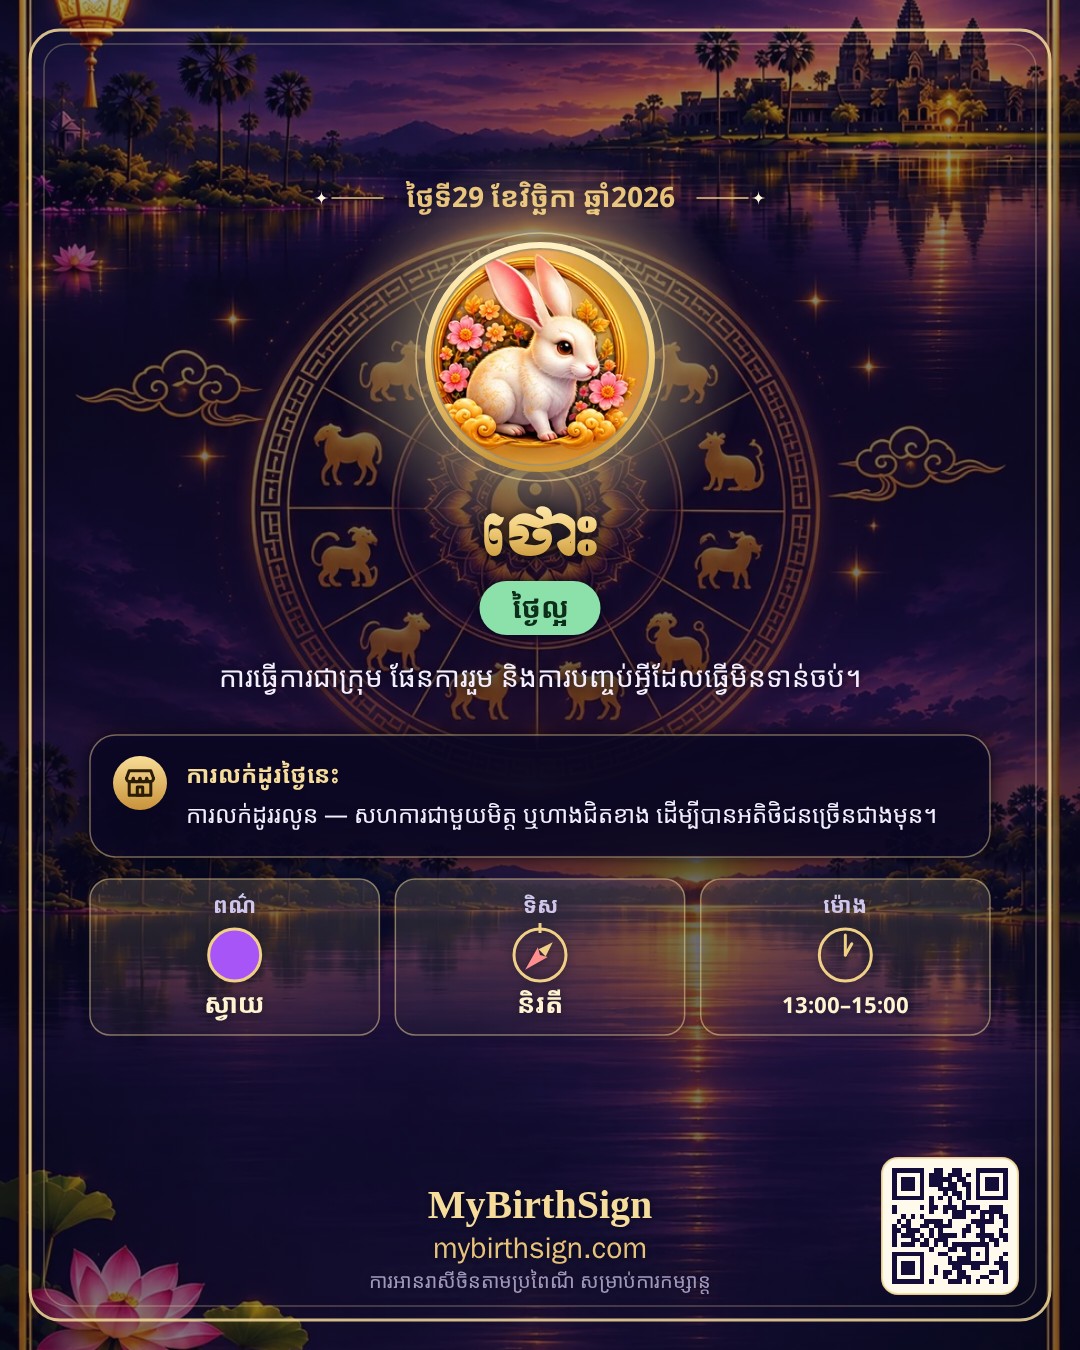 ថ្ងៃទី29 ខែវិច្ឆិកា ឆ្នាំ2026
ថោះ
ថ្ងៃល្អ
ការធ្វើការជាក្រុម ផែនការរួម និងការបញ្ចប់អ្វីដែលធ្វើមិនទាន់ចប់។
ការលក់ដូរថ្ងៃនេះ
ការលក់ដូររលូន — សហការជាមួយមិត្ត ឬហាងជិតខាង ដើម្បីបានអតិថិជនច្រើនជាងមុន។
ពណ៌
ទិស
ម៉ោង
ស្វាយ
និរតី
13:00–15:00
MyBirthSign
mybirthsign.com
ការអានរាសីចិនតាមប្រពៃណី សម្រាប់ការកម្សាន្ត